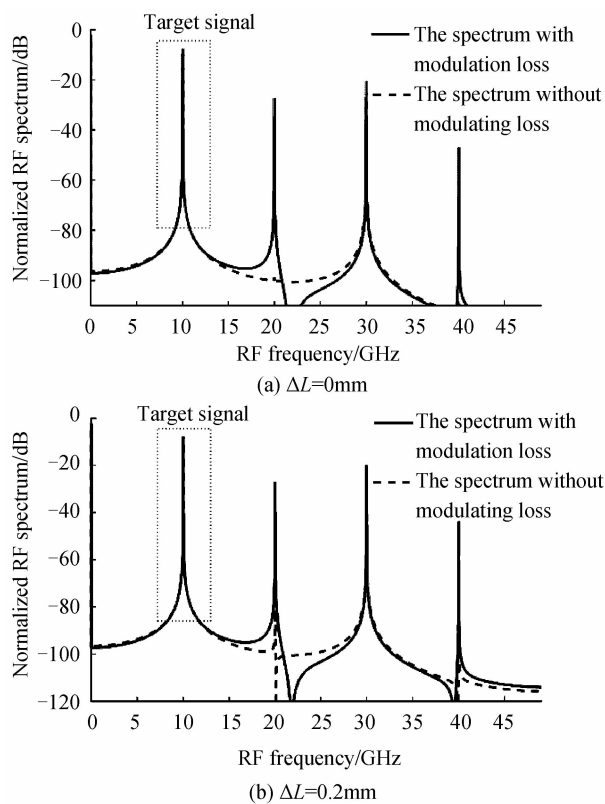 Target signal
The spectrum with
modulation loss
The spectrum without
modulating loss
Normalized RF spectrum/dB
0
−20
−40
−60
−80
−100
0 5 10 15 20 25 30 35 40 45
RF frequency/GHz
(a) ΔL=0mm
Target signal
The spectrum with
modulation loss
The spectrum without
modulating loss
Normalized RF spectrum/dB
0
−20
−40
−60
−80
−100
−120
0 5 10 15 20 25 30 35 40 45
RF frequency/GHz
(b) ΔL=0.2mm